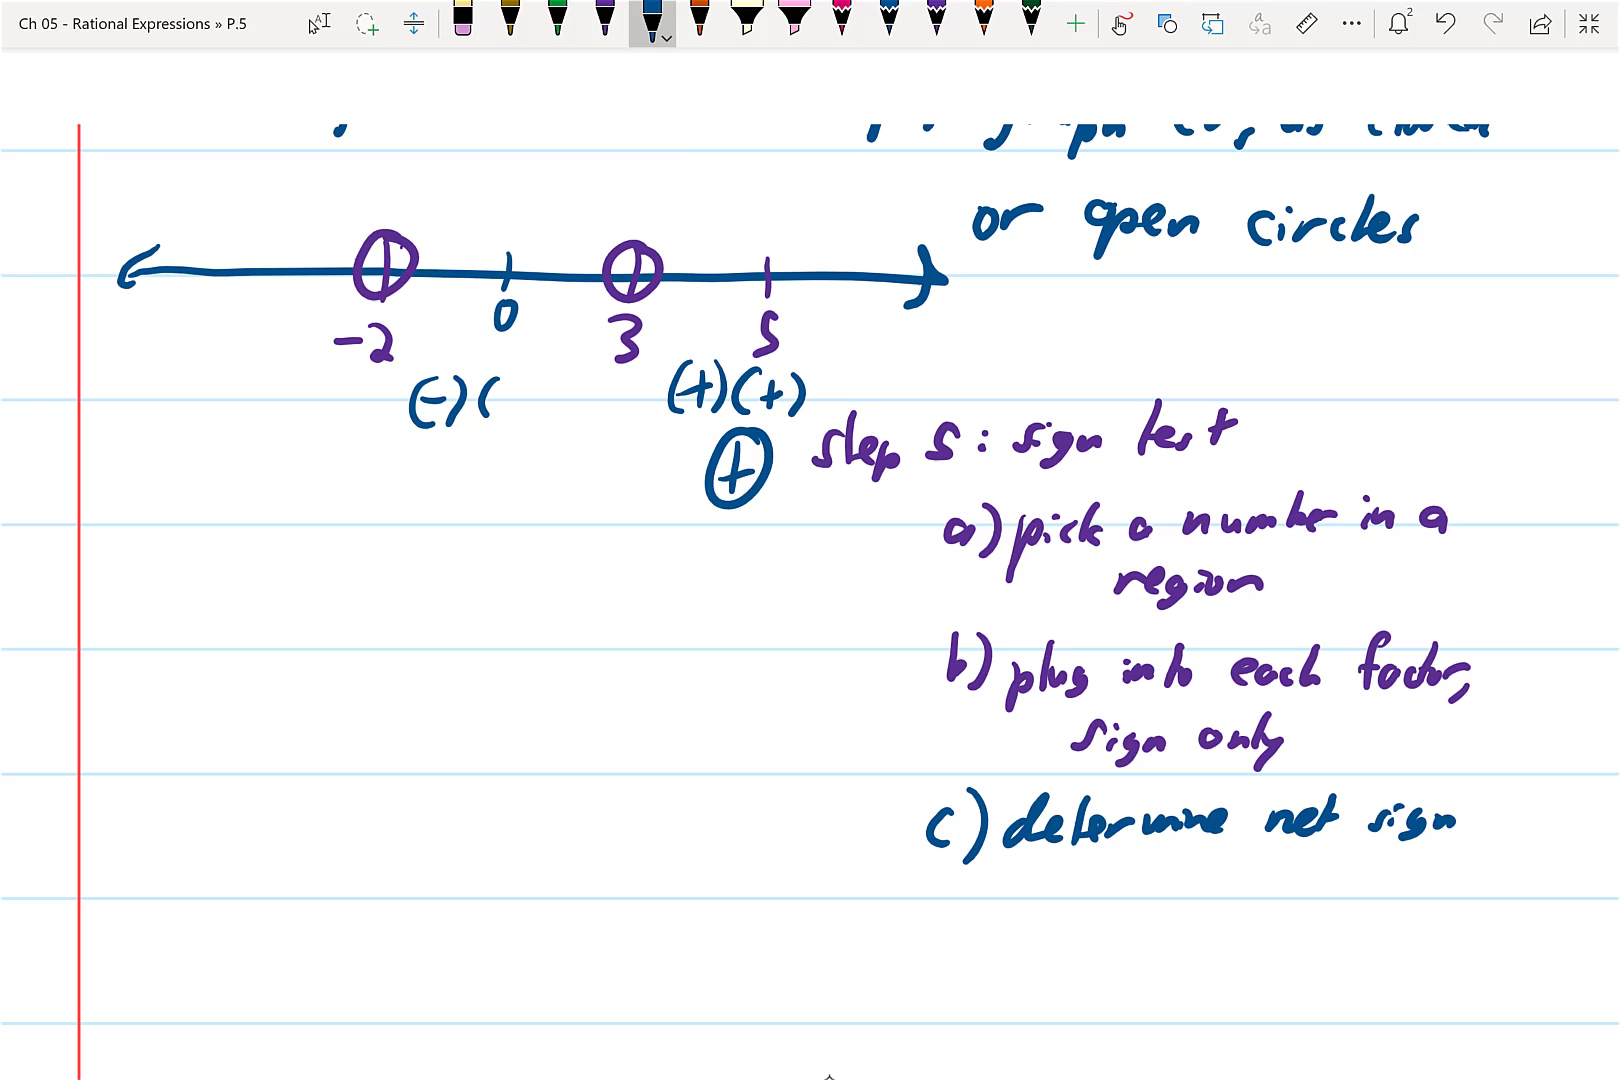 Ch 05 - Rational Expressions » P.5
2
or open circles
0
-2 3 5
(-)( (+)(+)
+
step 5: sign test
a) pick a number in a
region
b) plug into each factor,
sign only
c) determine net sign